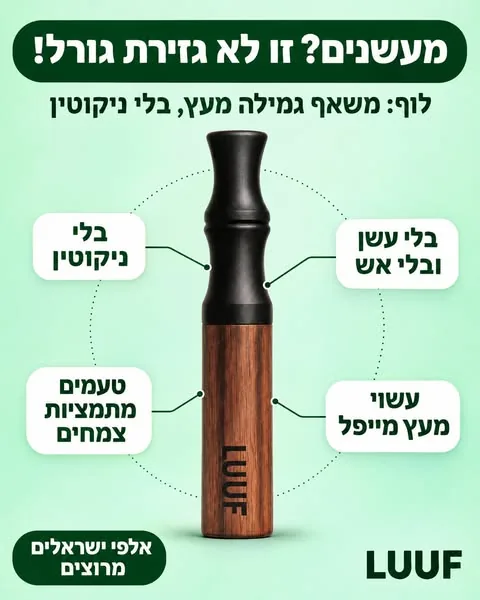 מעשנים? זו לא גזירת גורל!
לוף: משאף גמילה מעץ, בלי ניקוטין
בלי
ניקוטין
בלי עשן
ובלי אש
טעמים
מתמציות
צמחים
עשוי
מעץ מייפל
LUUF
אלפי ישראלים
מרוצים
LUUF